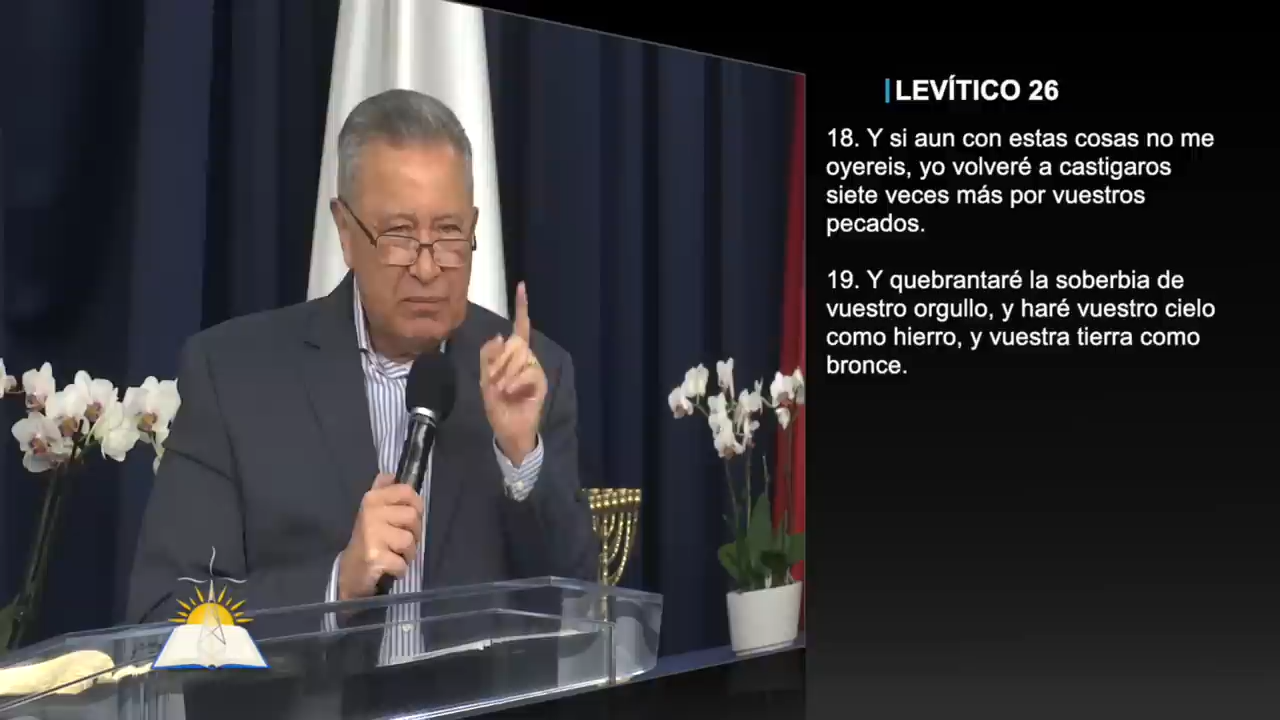 LEVÍTICO 26
18. Y si aun con estas cosas no me
oyereis, yo volveré a castigaros
siete veces más por vuestros
pecados.
19. Y quebrantaré la soberbia de
vuestro orgullo, y haré vuestro cielo
como hierro, y vuestra tierra como
bronce.